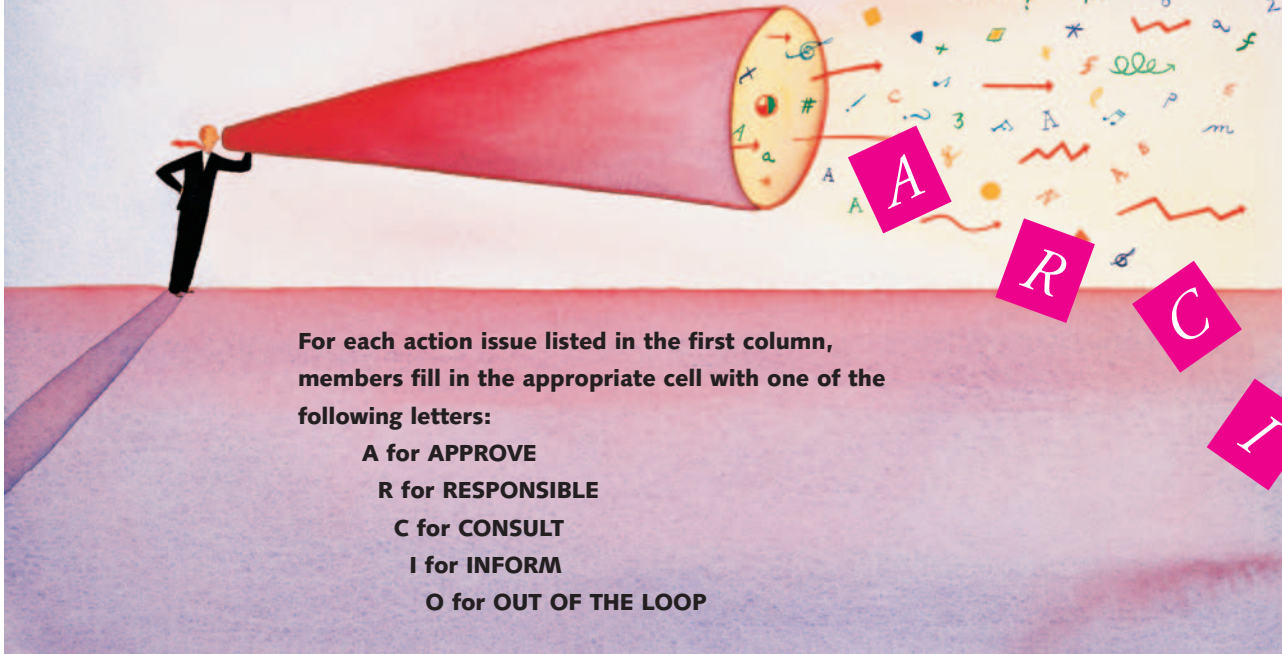 A
R
C
I
For each action issue listed in the first column,
members fill in the appropriate cell with one of the
following letters:
A for APPROVE
R for RESPONSIBLE
C for CONSULT
I for INFORM
O for OUT OF THE LOOP